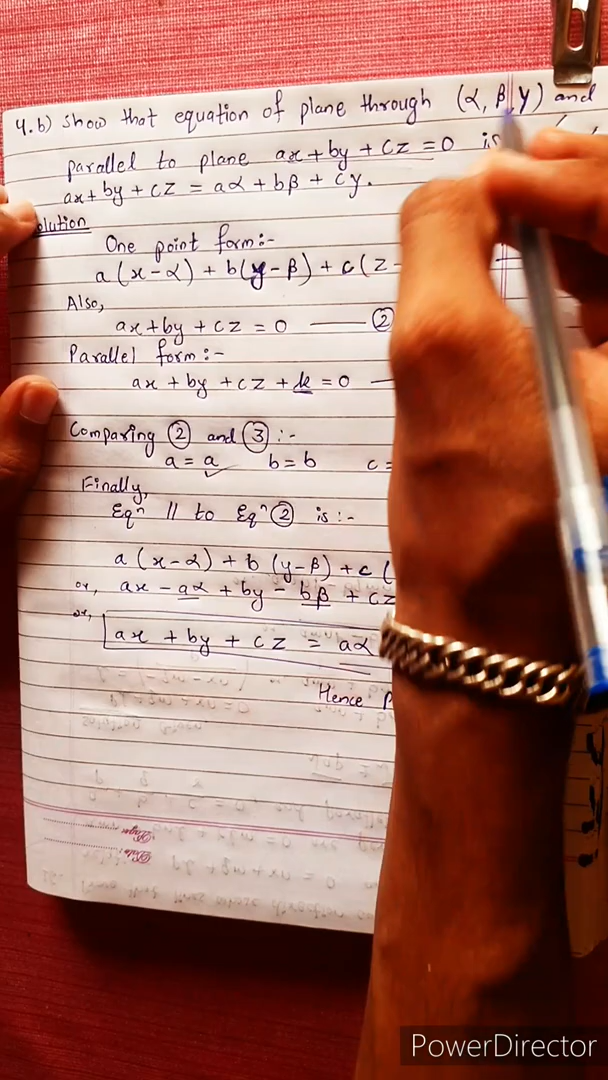 4.b) Show that equation of plane through (α, β, γ) and
parallel to plane ax+by+cz=0 is
ax+by+cz = aα + bβ + cγ.
olution
One point form:-
a(x-α) + b(y-β) + c(z-
Also,
ax+by+cz = 0 —— ②
Parallel form:-
ax + by + cz + k = 0 —
Comparing ② and ③ :-
a = a b = b c =
Finally,
Eqⁿ || to Eqⁿ ② is :-
a (x-α) + b (y-β) + c (
or, ax - aα + by - bβ + cz
or, ax + by + cz = aα
Hence
PowerDirector